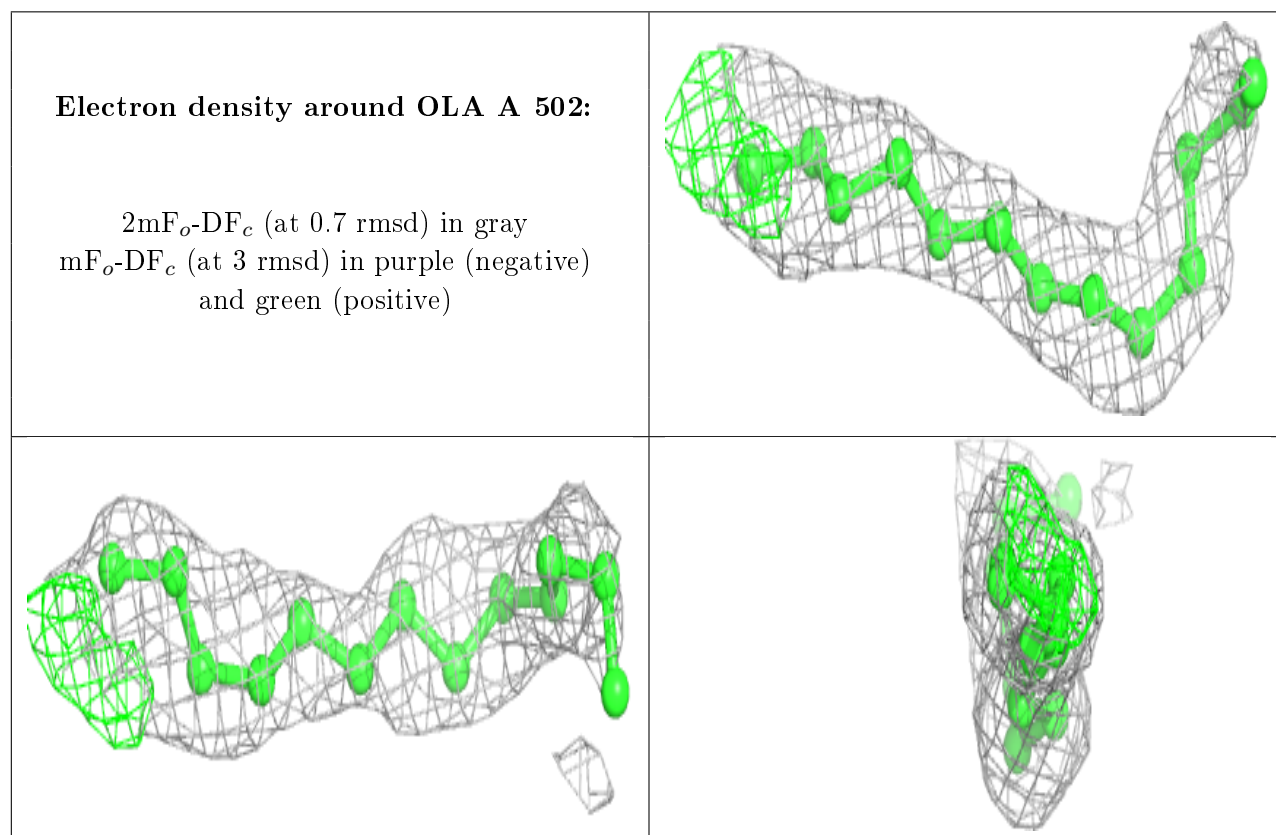 Electron density around OLA A 502:
2mFo-DFc (at 0.7 rmsd) in gray
mFo-DFc (at 3 rmsd) in purple (negative)
and green (positive)